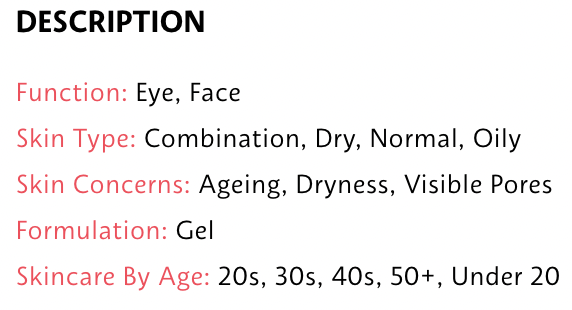 DESCRIPTION
Function: Eye, Face
Skin Type: Combination, Dry, Normal, Oily
Skin Concerns: Ageing, Dryness, Visible Pores
Formulation: Gel
Skincare By Age: 20s, 30s, 40s, 50+, Under 20